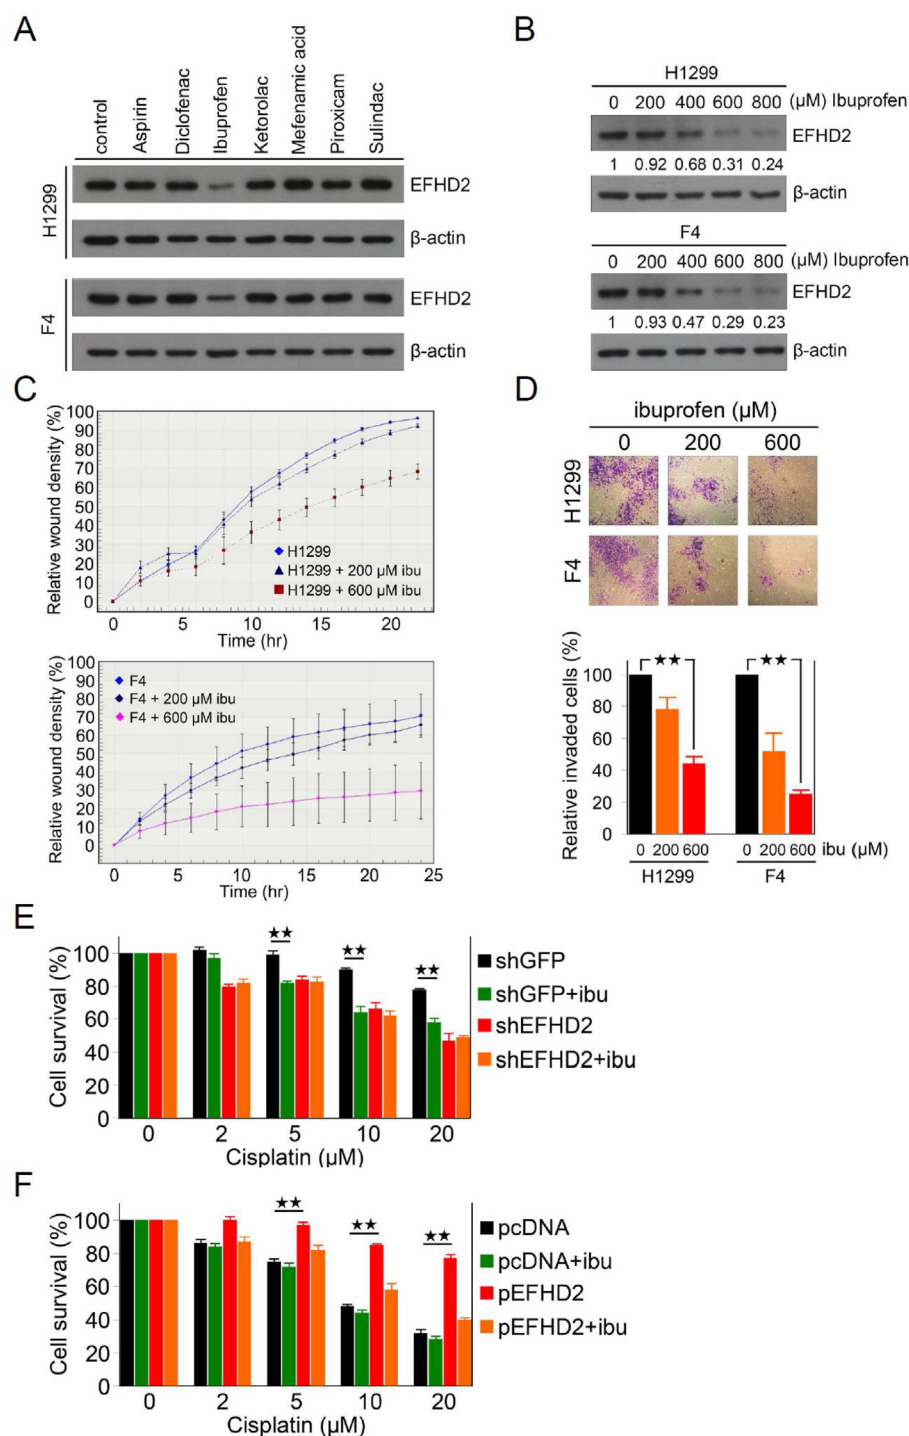 A
control
Aspirin
Diclofenac
Ibuprofen
Ketorolac
Mefenamic acid
Piroxicam
Sulindac
H1299
EFHD2
β-actin
F4
EFHD2
β-actin
B
H1299
0 200 400 600 800 (μM) Ibuprofen
EFHD2
1 0.92 0.68 0.31 0.24
β-actin
F4
0 200 400 600 800 (μM) Ibuprofen
EFHD2
1 0.93 0.47 0.29 0.23
β-actin
C
Relative wound density (%)
100
90
80
70
60
50
40
30
20
10
0
H1299
H1299 + 200 μM ibu
H1299 + 600 μM ibu
0 5 10 15 20
Time (hr)
Relative wound density (%)
100
90
80
70
60
50
40
30
20
10
0
F4
F4 + 200 μM ibu
F4 + 600 μM ibu
0 5 10 15 20 25
Time (hr)
D
ibuprofen (μM)
0 200 600
H1299
F4
Relative invaded cells (%)
100
80
60
40
20
0
★★ ★★
0 200 600 0 200 600 ibu (μM)
H1299 F4
E
Cell survival (%)
100
80
60
40
20
0
★★ ★★ ★★
shGFP
shGFP+ibu
shEFHD2
shEFHD2+ibu
0 2 5 10 20
Cisplatin (μM)
F
Cell survival (%)
100
80
60
40
20
0
★★ ★★ ★★
pcDNA
pcDNA+ibu
pEFHD2
pEFHD2+ibu
0 2 5 10 20
Cisplatin (μM)